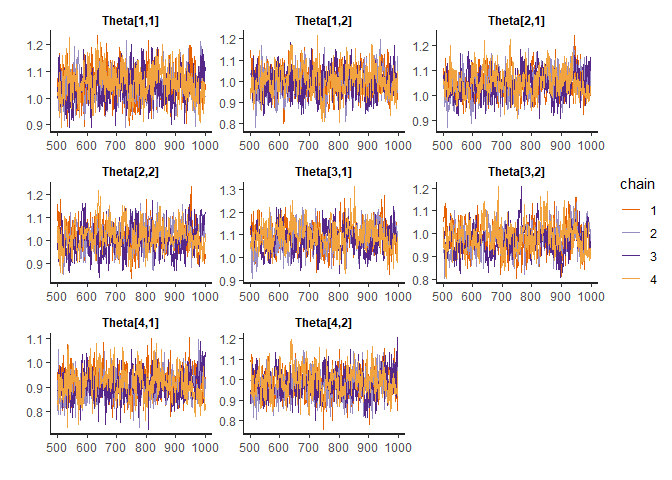 Theta[1,1] Theta[1,2] Theta[2,1]
1.2 1.2 1.2
1.1 1.1 1.1
1.0 1.0 1.0
0.9 0.9 0.9
0.8
500 600 700 800 900 1000 500 600 700 800 900 1000 500 600 700 800 900 1000
Theta[2,2] Theta[3,1] Theta[3,2]
1.2 1.3 1.2
1.1 1.2 1.1
1.0 1.1 1.0
0.9 1.0 0.9
0.9 0.8
500 600 700 800 900 1000 500 600 700 800 900 1000 500 600 700 800 900 1000
chain
1
2
3
4
Theta[4,1] Theta[4,2]
1.1 1.2
1.0 1.1
0.9 1.0
0.8 0.9
0.8
500 600 700 800 900 1000 500 600 700 800 900 1000